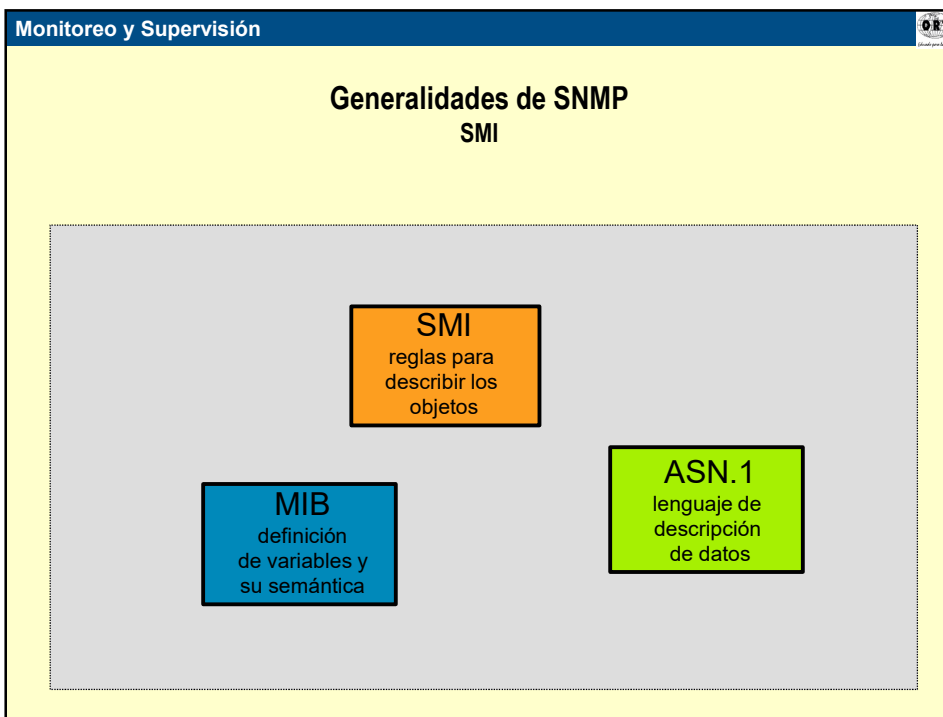 Monitoreo y Supervisión
ORT
Generalidades de SNMP
SMI
SMI
reglas para
describir los
objetos
MIB
definición
de variables y
su semántica
ASN.1
lenguaje de
descripción
de datos